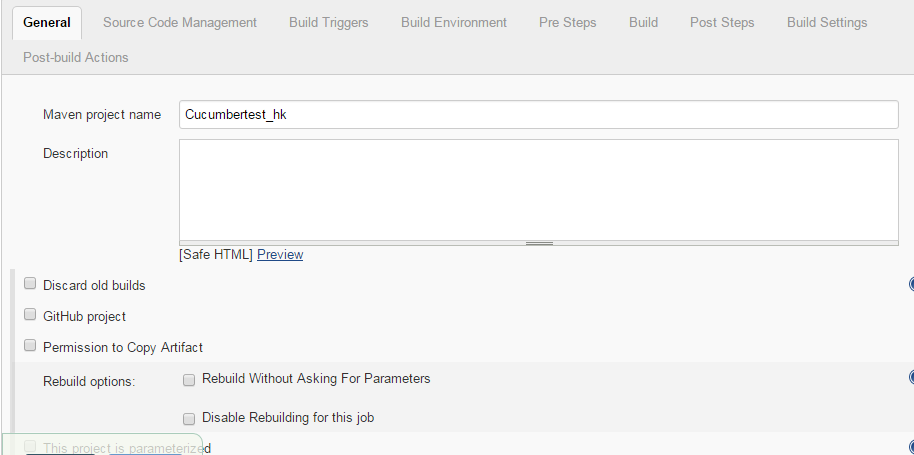 General Source Code Management Build Triggers Build Environment Pre Steps Build Post Steps Build Settings
Post-build Actions
Maven project name Cucumbertest_hk
Description
[Safe HTML] Preview
Discard old builds
GitHub project
Permission to Copy Artifact
Rebuild options: Rebuild Without Asking For Parameters
Disable Rebuilding for this job
This project is parameterized